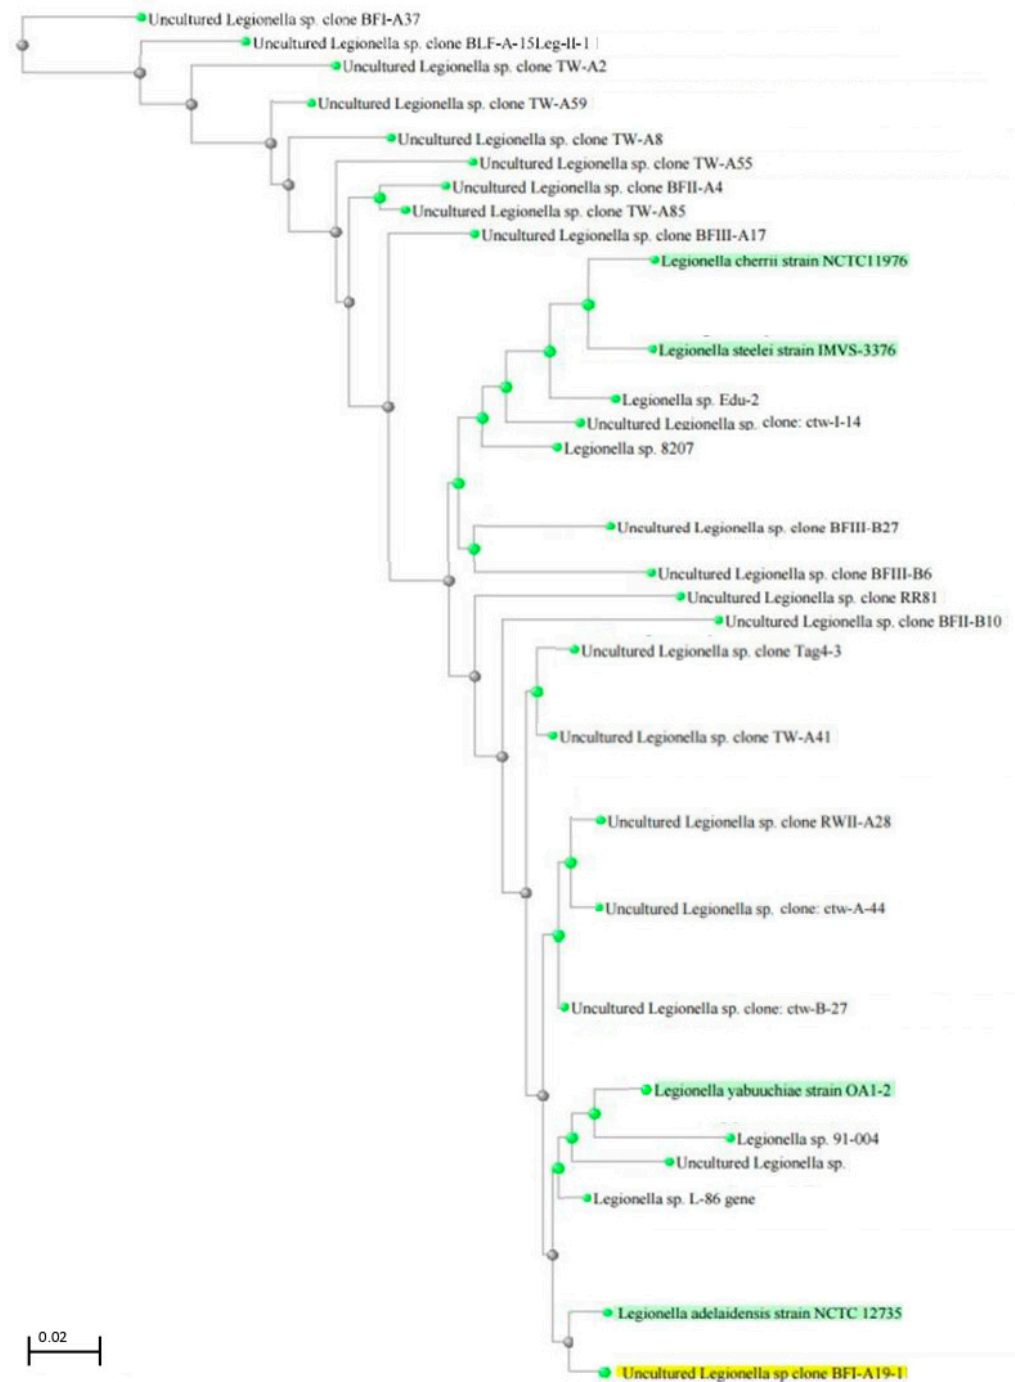 Uncultured Legionella sp. clone BFI-A37
Uncultured Legionella sp. clone BLF-A-15Leg-II-1
Uncultured Legionella sp. clone TW-A2
Uncultured Legionella sp. clone TW-A59
Uncultured Legionella sp. clone TW-A8
Uncultured Legionella sp. clone TW-A55
Uncultured Legionella sp. clone BFII-A4
Uncultured Legionella sp. clone TW-A85
Uncultured Legionella sp. clone BFIII-A17
Legionella cherrii strain NCTC11976
Legionella steelei strain IMVS-3376
Legionella sp. Edu-2
Uncultured Legionella sp. clone: ctw-I-14
Legionella sp. 8207
Uncultured Legionella sp. clone BFIII-B27
Uncultured Legionella sp. clone BFIII-B6
Uncultured Legionella sp. clone RR81
Uncultured Legionella sp. clone BFII-B10
Uncultured Legionella sp. clone Tag4-3
Uncultured Legionella sp. clone TW-A41
Uncultured Legionella sp. clone RWII-A28
Uncultured Legionella sp. clone: ctw-A-44
Uncultured Legionella sp. clone: ctw-B-27
Legionella yabuuchiae strain OA1-2
Legionella sp. 91-004
Uncultured Legionella sp.
Legionella sp. L-86 gene
Legionella adelaidensis strain NCTC 12735
0.02
Uncultured Legionella sp clone BFI-A19-1